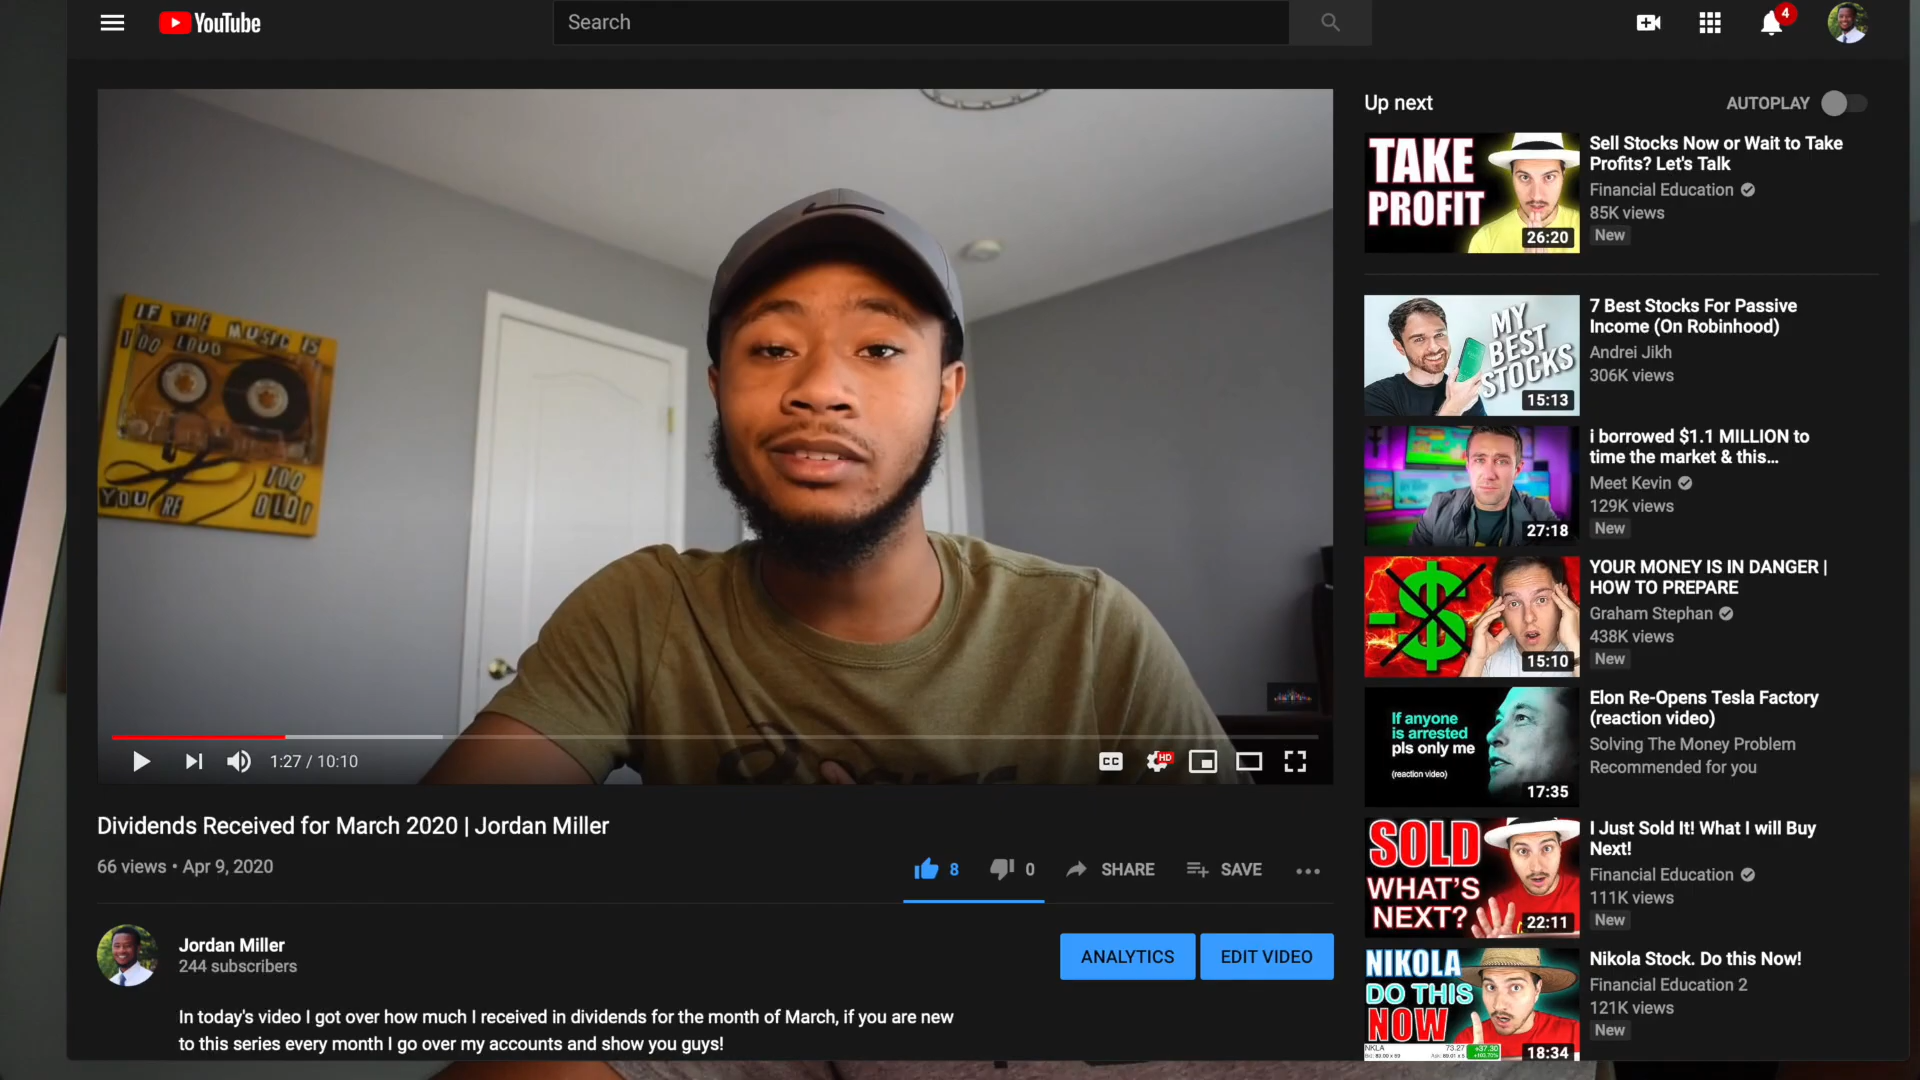 YouTube
Search
4
IF THE MUSIC IS
TOO LOUD
YOU'RE
TOO
OLD!
1:27 / 10:10
CC
HD
Dividends Received for March 2020 | Jordan Miller
66 views • Apr 9, 2020
8
0
SHARE
SAVE
Jordan Miller
244 subscribers
ANALYTICS
EDIT VIDEO
In today's video I got over how much I received in dividends for the month of March, if you are new
to this series every month I go over my accounts and show you guys!
Up next
AUTOPLAY
TAKE
PROFIT
26:20
Sell Stocks Now or Wait to Take
Profits? Let's Talk
Financial Education
85K views
New
MY
BEST
STOCKS
15:13
7 Best Stocks For Passive
Income (On Robinhood)
Andrei Jikh
306K views
27:18
i borrowed $1.1 MILLION to
time the market & this...
Meet Kevin
129K views
New
-$
15:10
YOUR MONEY IS IN DANGER |
HOW TO PREPARE
Graham Stephan
438K views
New
If anyone
is arrested
pls only me
(reaction video)
17:35
Elon Re-Opens Tesla Factory
(reaction video)
Solving The Money Problem
Recommended for you
SOLD
WHAT'S
NEXT?
22:11
I Just Sold It! What I will Buy
Next!
Financial Education
111K views
New
NIKOLA
DO THIS
NOW
NKLA
73.27
+37.30
18:34
Nikola Stock. Do this Now!
Financial Education 2
121K views
New